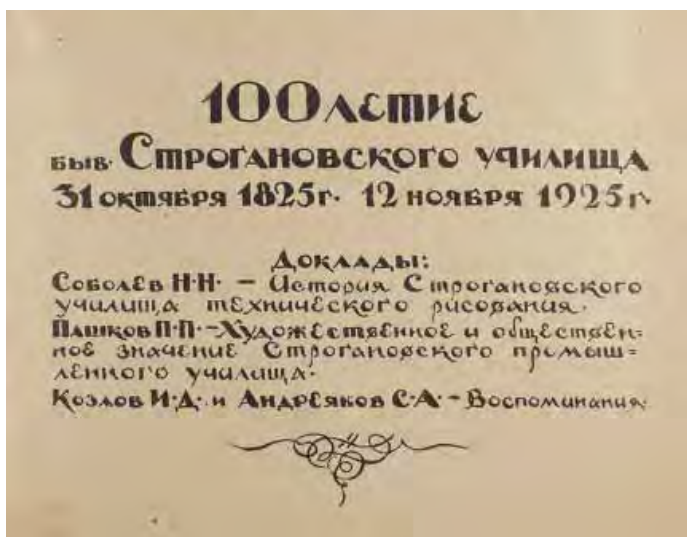 100летие
быв. Строгановского училища
31 октября 1825г. 12 ноября 1925г.
Доклады:
Соболев Н.Н. — История Строгановского
училища технического рисования.
Пашков П.П. — Художественное и обществен=
ное значение Строгановского промыш=
ленного училища.
Козлов И.Д. и Андреяков С.А. — Воспоминания.